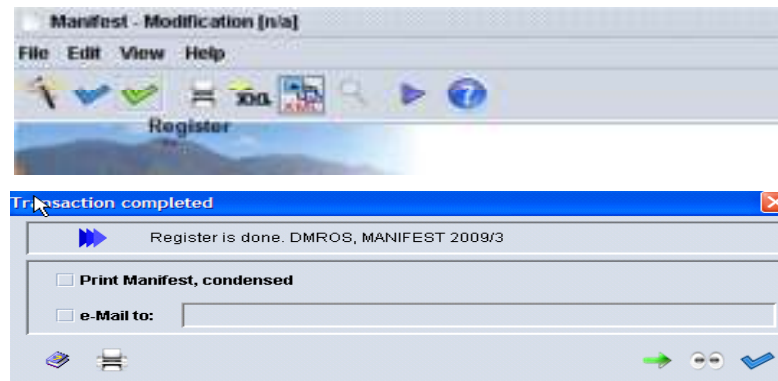 Manifest - Modification [n/a]
File Edit View Help
XML
Register
Transaction completed
Register is done. DMROS, MANIFEST 2009/3
Print Manifest, condensed
e-Mail to: